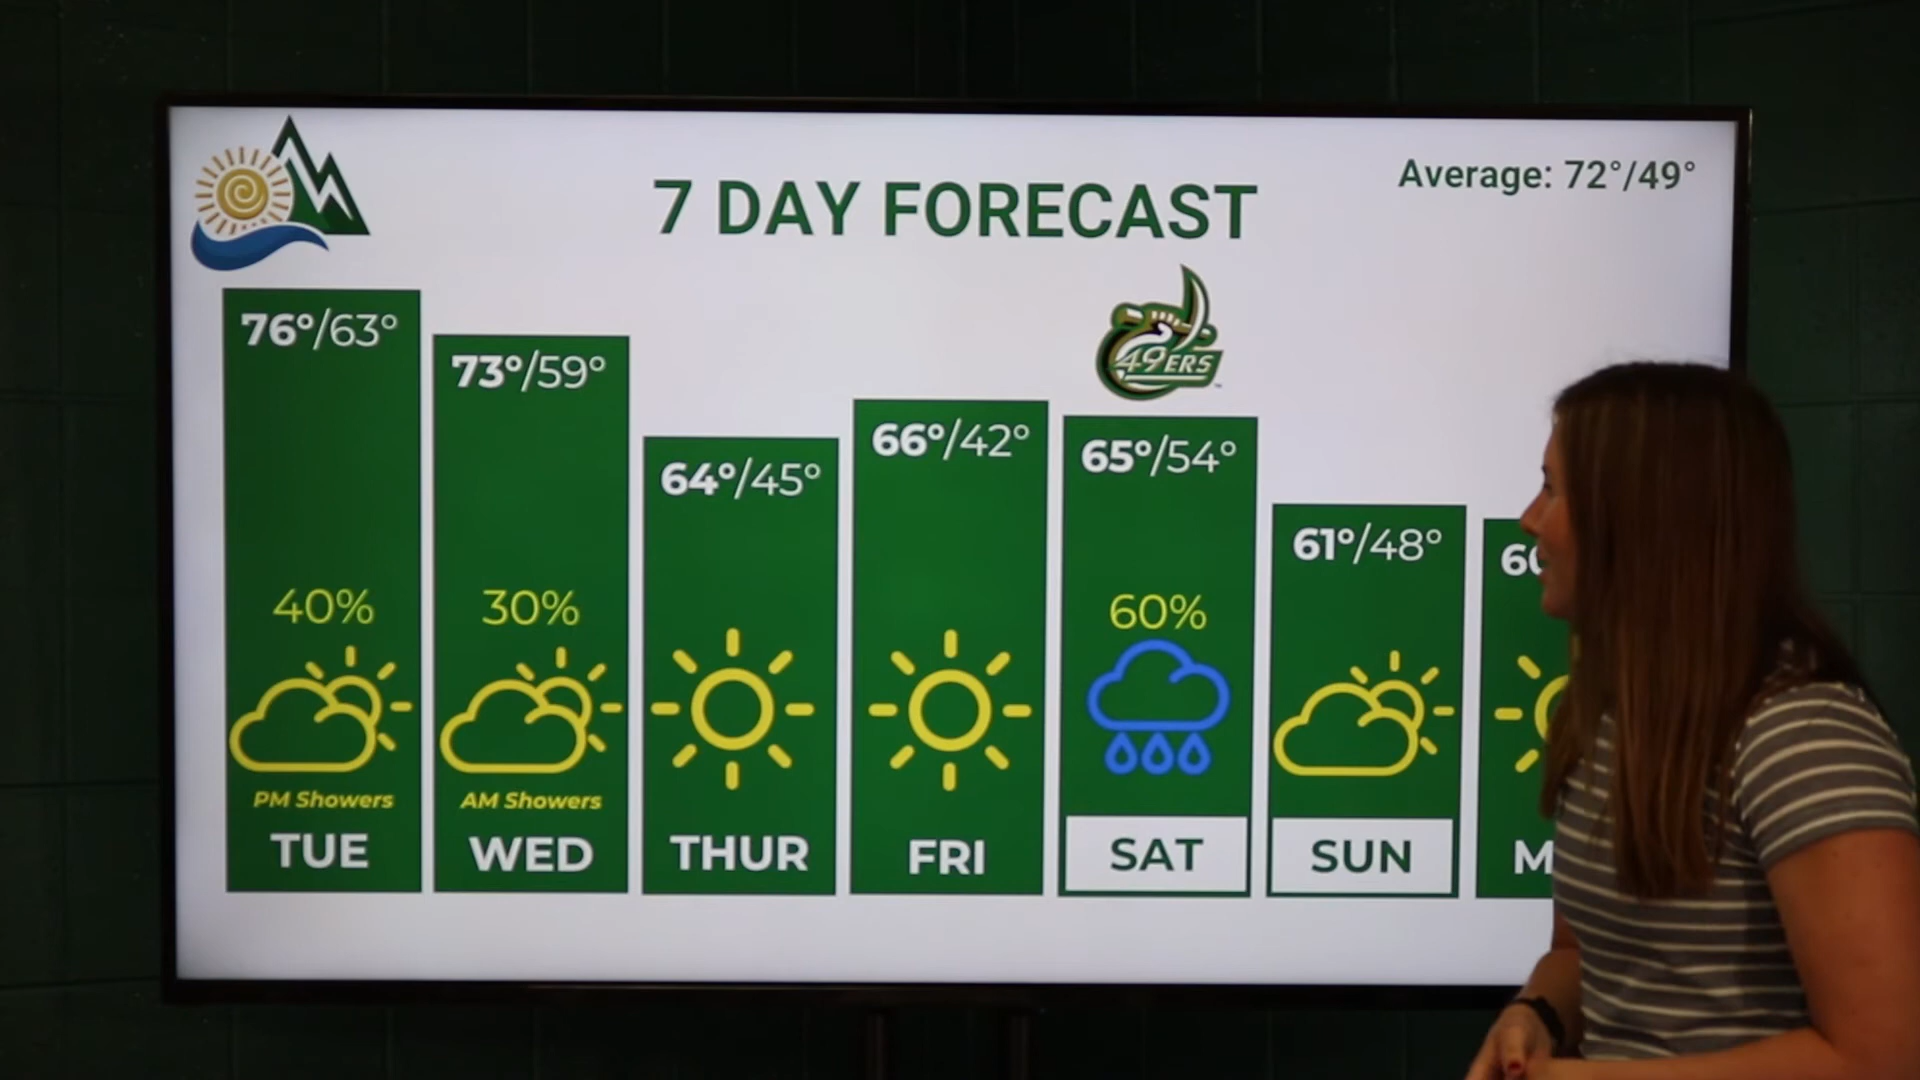 7 DAY FORECAST
Average: 72°/49°
49ERS
76°/63°
40%
PM Showers
TUE
73°/59°
30%
AM Showers
WED
64°/45°
THUR
66°/42°
FRI
65°/54°
60%
SAT
61°/48°
SUN